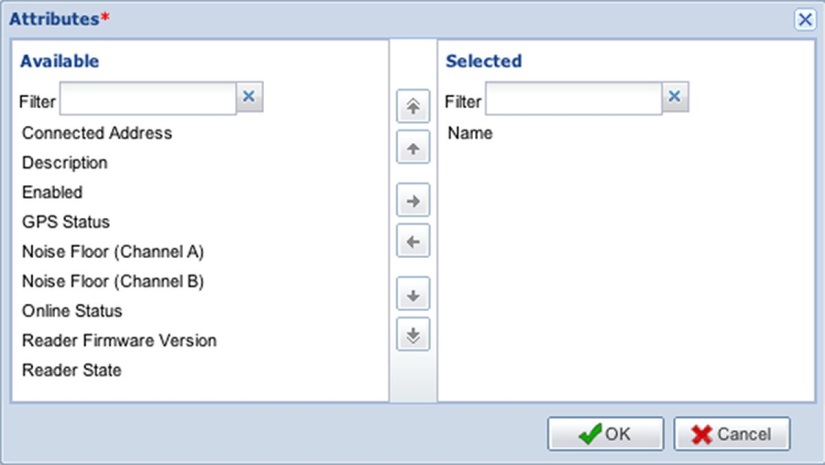 Attributes*
Available
Filter
Connected Address
Description
Enabled
GPS Status
Noise Floor (Channel A)
Noise Floor (Channel B)
Online Status
Reader Firmware Version
Reader State
Selected
Filter
Name
OK
Cancel